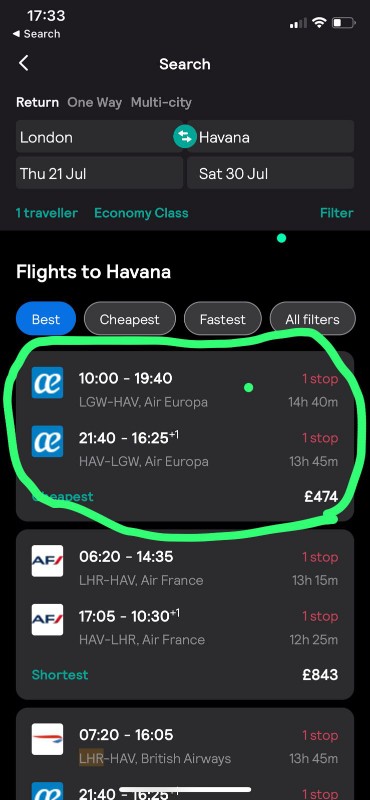 17:33
Search
Search
Return One Way Multi-city
London Havana
Thu 21 Jul Sat 30 Jul
1 traveller Economy Class Filter
Flights to Havana
Best Cheapest Fastest All filters
æ 10:00 - 19:40 1 stop
LGW-HAV, Air Europa 14h 40m
æ 21:40 - 16:25+1 1 stop
HAV-LGW, Air Europa 13h 45m
Cheapest £474
AF 06:20 - 14:35 1 stop
LHR-HAV, Air France 13h 15m
AF 17:05 - 10:30+1 1 stop
HAV-LHR, Air France 12h 25m
Shortest £843
07:20 - 16:05 1 stop
LHR-HAV, British Airways 13h 45m
æ 21:40 - 16:25+1 1 stop